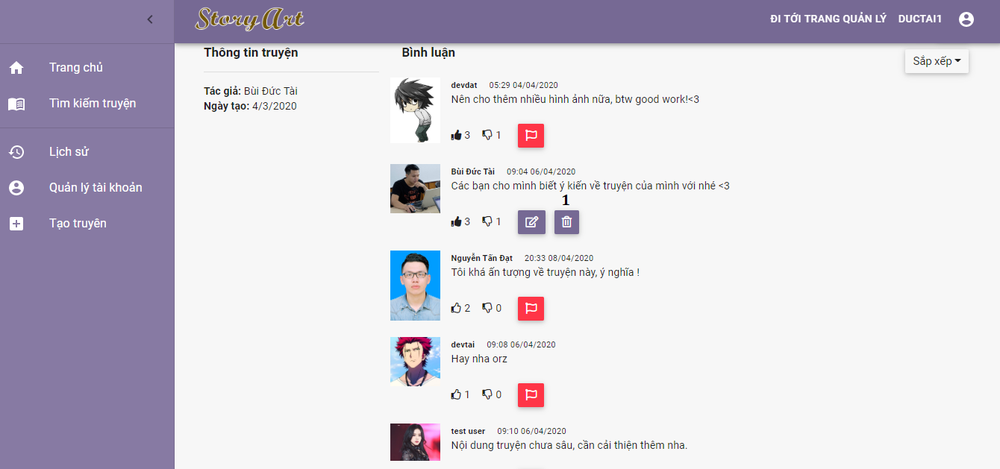 Story Art
ĐI TỚI TRANG QUẢN LÝ DUCTAI1
Trang chủ
Tìm kiếm truyện
Lịch sử
Quản lý tài khoản
Tạo truyên
Thông tin truyện
Tác giả: Bùi Đức Tài
Ngày tạo: 4/3/2020
Bình luận
Sắp xếp
devdat 05:29 04/04/2020
Nên cho thêm nhiều hình ảnh nữa, btw good work!<3
3 1
Bùi Đức Tài 09:04 06/04/2020
Các bạn cho mình biết ý kiến về truyện của mình với nhé <3
1
3 1
Nguyễn Tấn Đạt 20:33 08/04/2020
Tôi khá ấn tượng về truyện này, ý nghĩa !
2 0
devtai 09:08 06/04/2020
Hay nha orz
1 0
test user 09:10 06/04/2020
Nội dung truyện chưa sâu, cần cải thiện thêm nha.